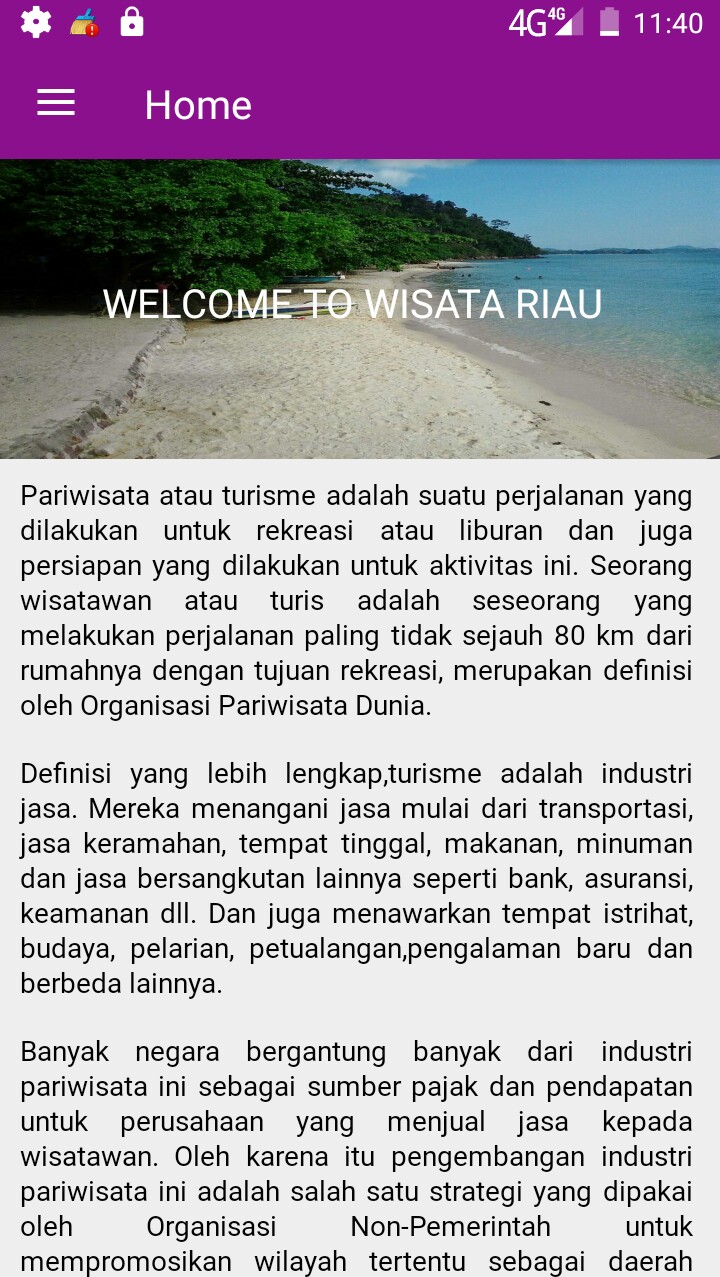 4G 4G 11:40
Home
WELCOME TO WISATA RIAU
Pariwisata atau turisme adalah suatu perjalanan yang
dilakukan untuk rekreasi atau liburan dan juga
persiapan yang dilakukan untuk aktivitas ini. Seorang
wisatawan atau turis adalah seseorang yang
melakukan perjalanan paling tidak sejauh 80 km dari
rumahnya dengan tujuan rekreasi, merupakan definisi
oleh Organisasi Pariwisata Dunia.
Definisi yang lebih lengkap,turisme adalah industri
jasa. Mereka menangani jasa mulai dari transportasi,
jasa keramahan, tempat tinggal, makanan, minuman
dan jasa bersangkutan lainnya seperti bank, asuransi,
keamanan dll. Dan juga menawarkan tempat istrihat,
budaya, pelarian, petualangan,pengalaman baru dan
berbeda lainnya.
Banyak negara bergantung banyak dari industri
pariwisata ini sebagai sumber pajak dan pendapatan
untuk perusahaan yang menjual jasa kepada
wisatawan. Oleh karena itu pengembangan industri
pariwisata ini adalah salah satu strategi yang dipakai
oleh Organisasi Non-Pemerintah untuk
mempromosikan wilayah tertentu sebagai daerah